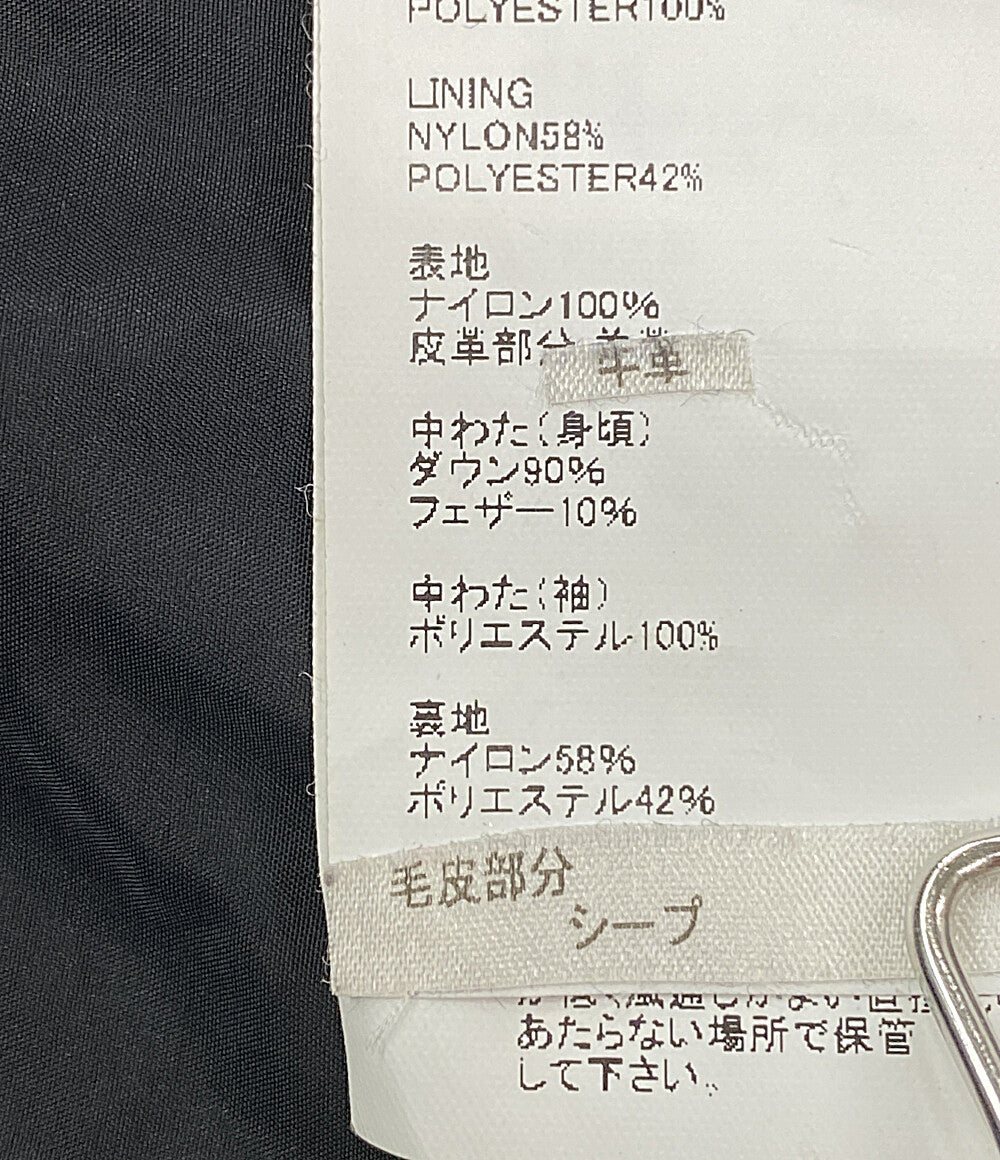 POLYESTER100%
LINING
NYLON58%
POLYESTER42%
表地
ナイロン100%
皮革部分 牛革
中わた(身頃)
ダウン90%
フェザー10%
中わた(袖)
ポリエステル100%
裏地
ナイロン58%
ポリエステル42%
毛皮部分
シープ
あたらない場所で保管
して下さい。